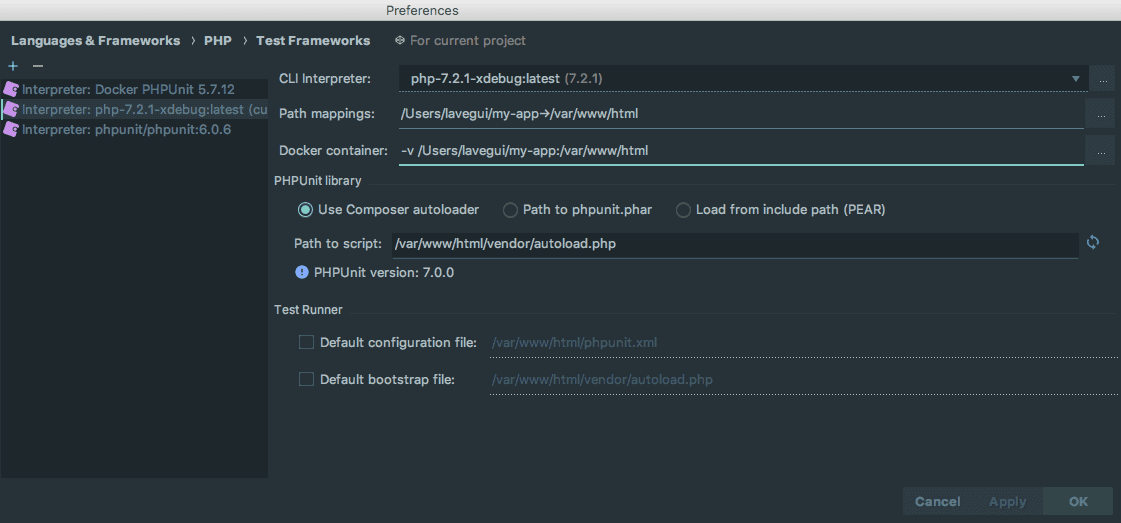 Preferences
Languages & Frameworks › PHP › Test Frameworks For current project
+ −
Interpreter: Docker PHPUnit 5.7.12
Interpreter: php-7.2.1-xdebug:latest (cu
Interpreter: phpunit/phpunit:6.0.6
CLI Interpreter: php-7.2.1-xdebug:latest (7.2.1) ...
Path mappings: /Users/lavegui/my-app→/var/www/html ...
Docker container: -v /Users/lavegui/my-app:/var/www/html ...
PHPUnit library
Use Composer autoloader Path to phpunit.phar Load from include path (PEAR)
Path to script: /var/www/html/vendor/autoload.php
! PHPUnit version: 7.0.0
Test Runner
Default configuration file: /var/www/html/phpunit.xml
Default bootstrap file: /var/www/html/vendor/autoload.php
Cancel Apply OK